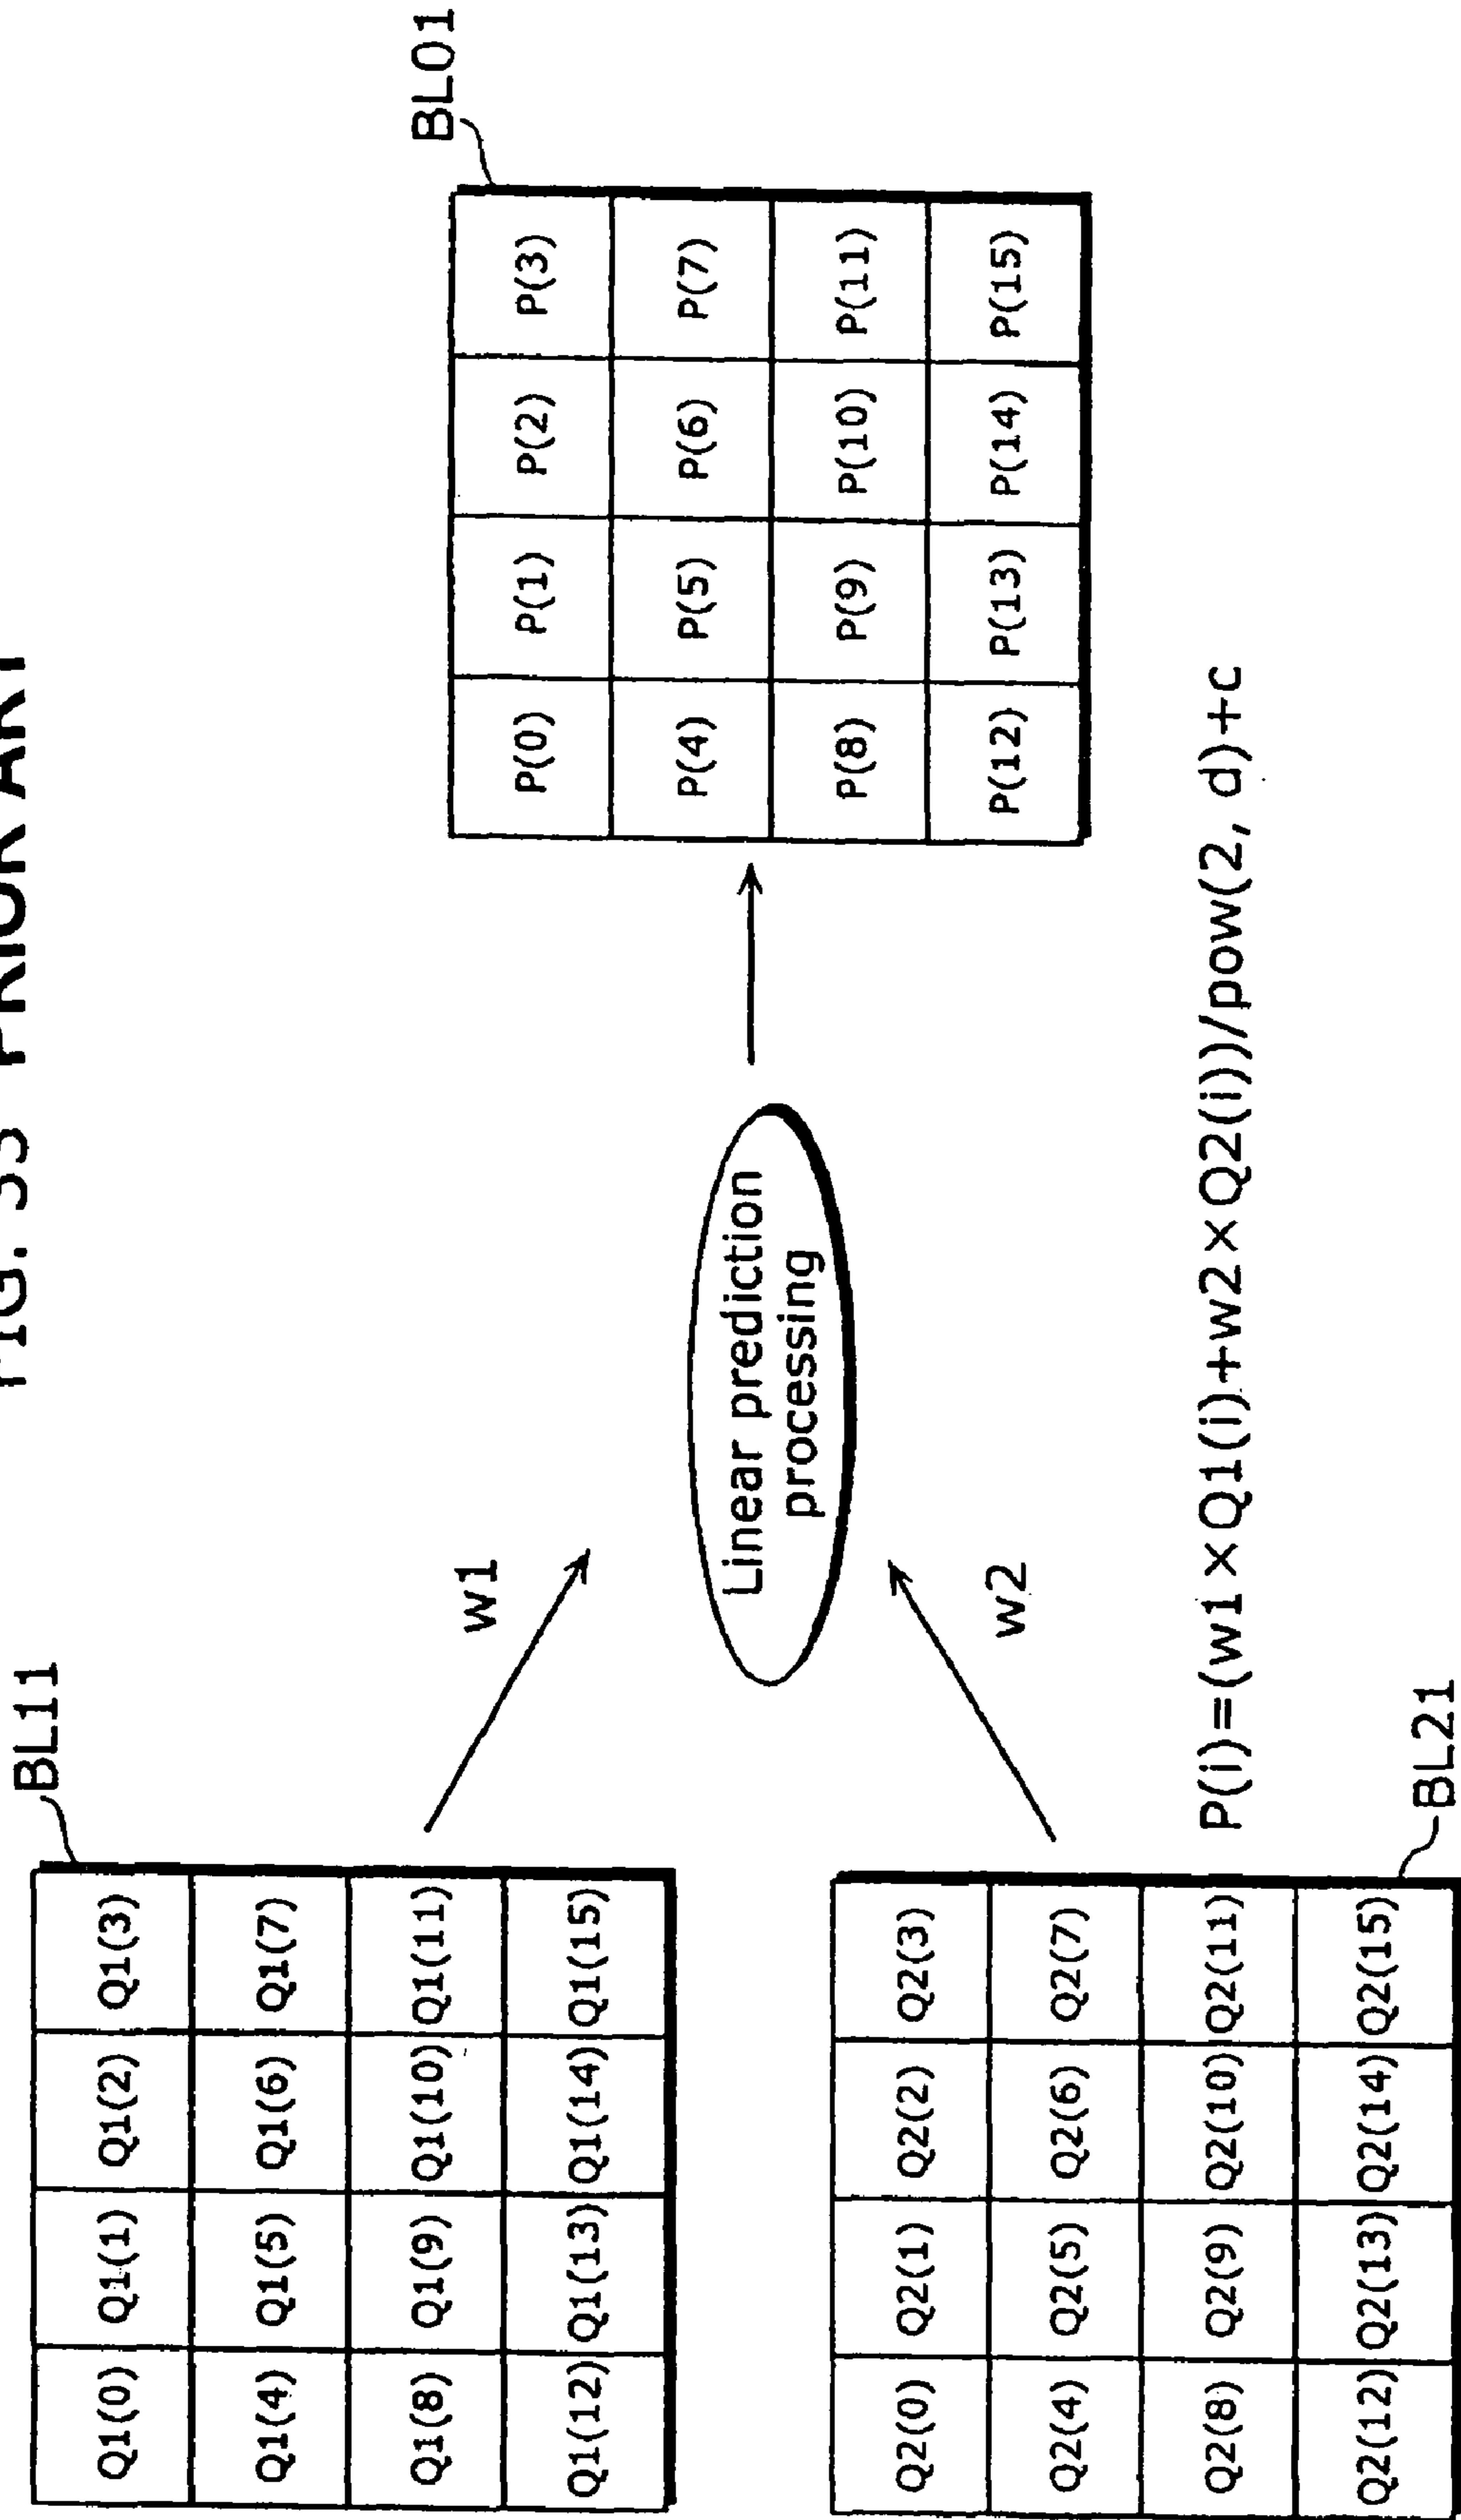 FIG. 33 PRIOR ART
BL11
Q1(0) Q1(1) Q1(2) Q1(3)
Q1(4) Q1(5) Q1(6) Q1(7)
Q1(8) Q1(9) Q1(10) Q1(11)
Q1(12) Q1(13) Q1(14) Q1(15)
w1
BL01
P(0) P(1) P(2) P(3)
P(4) P(5) P(6) P(7)
P(8) P(9) P(10) P(11)
P(12) P(13) P(14) P(15)
Linear prediction
processing
w2
Q2(0) Q2(1) Q2(2) Q2(3)
Q2(4) Q2(5) Q2(6) Q2(7)
Q2(8) Q2(9) Q2(10) Q2(11)
Q2(12) Q2(13) Q2(14) Q2(15)
P(i)=(w1×Q1(i)+w2×Q2(i))/pow(2, d)+c
BL21